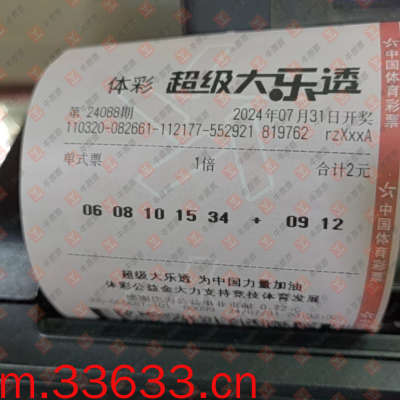 体彩 超级大乐透
第 24088期 2024年07月31日开奖
110320-082661-112177-552921 819762 rzXxxA
单式票 1倍 合计2元
06 08 10 15 34 + 09 12
超级大乐透 为中国力量加油
体彩公益金大力支持竞技体育发展
中国体育彩票
中国体育彩票
m.33633.cn